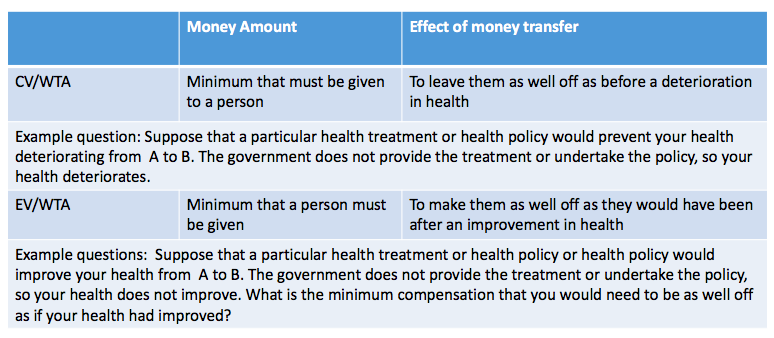 Money Amount Effect of money transfer
CV/WTA Minimum that must be given To leave them as well off as before a deterioration
to a person in health
Example question: Suppose that a particular health treatment or health policy would prevent your health
deteriorating from A to B. The government does not provide the treatment or undertake the policy, so your
health deteriorates.
EV/WTA Minimum that a person must To make them as well off as they would have been
be given after an improvement in health
Example questions: Suppose that a particular health treatment or health policy or health policy would
improve your health from A to B. The government does not provide the treatment or undertake the policy,
so your health does not improve. What is the minimum compensation that you would need to be as well off
as if your health had improved?